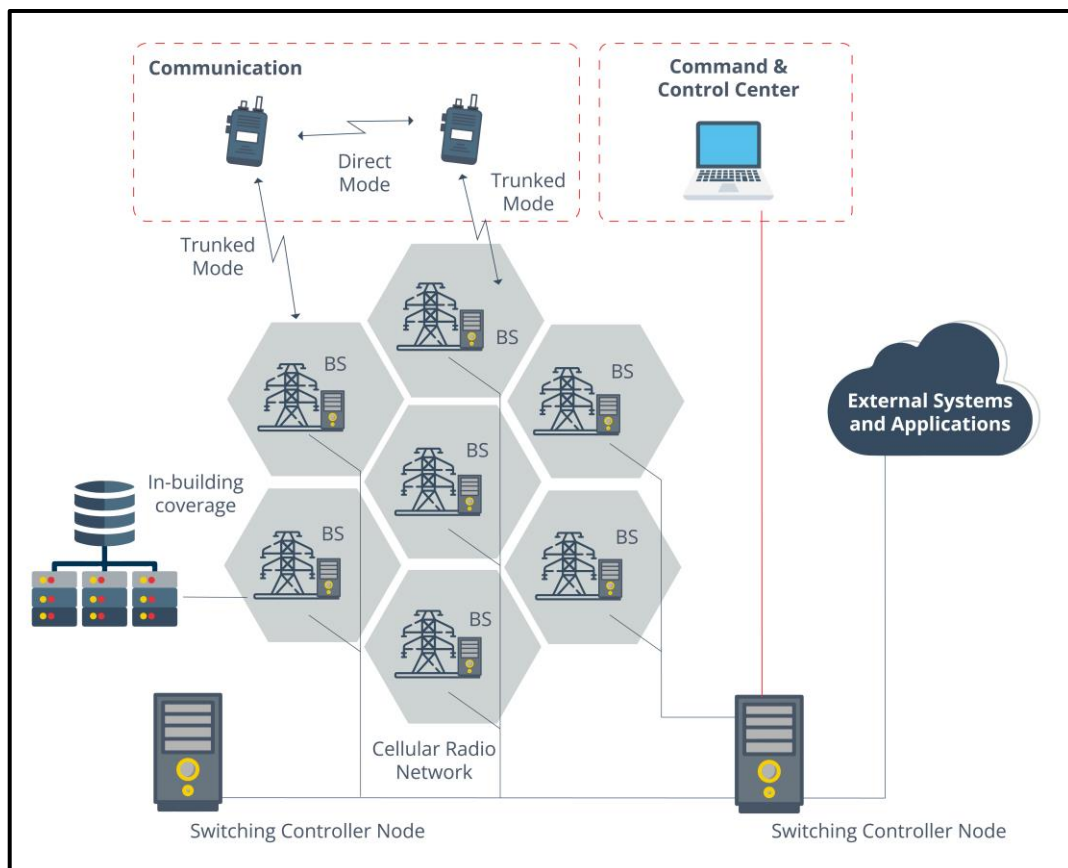 Communication
Command &
Control Center
Direct
Mode
Trunked
Mode
Trunked
Mode
BS
BS
BS
External Systems
and Applications
BS
In-building
coverage
BS
BS
BS
Cellular Radio
Network
Switching Controller Node
Switching Controller Node